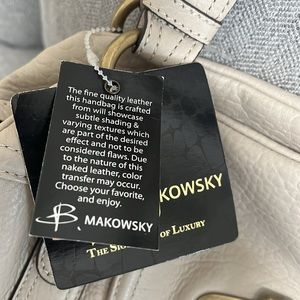 The fine quality leather
this handbag is crafted
from will showcase
subtle shading &
varying textures which
are part of the desired
effect and not to be
considered flaws. Due
to the nature of this
naked leather, color
transfer may occur.
Choose your favorite,
and enjoy.
B. MAKOWSKY
KOWSKY
OF LUXURY